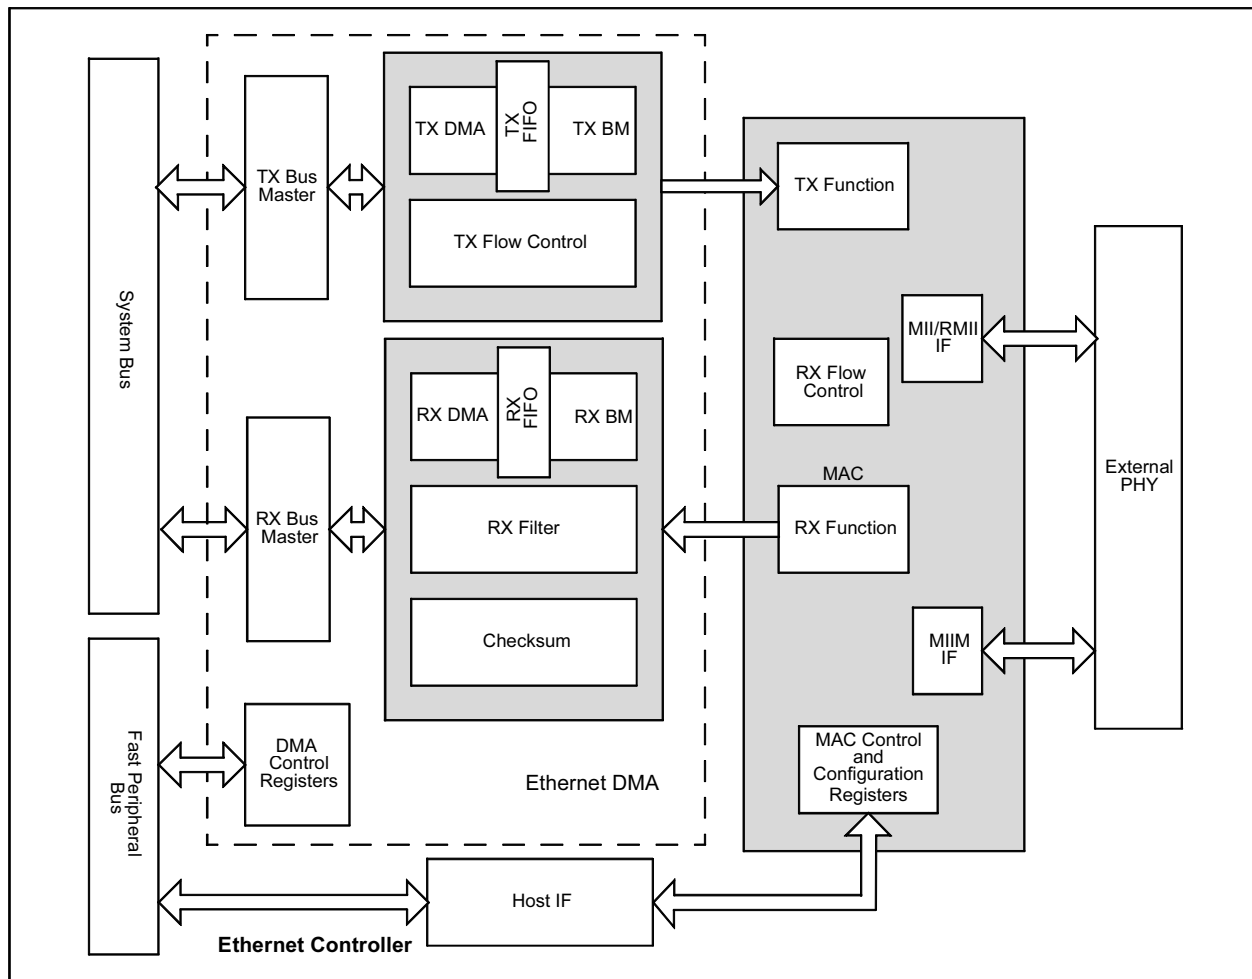 System Bus
TX Bus
Master
TX DMA
TX
FIFO
TX BM
TX Flow Control
TX Function
MII/RMII
IF
RX Flow
Control
RX DMA
RX
FIFO
RX BM
MAC
RX Bus
Master
RX Filter
RX Function
External
PHY
Checksum
MIIM
IF
Fast Peripheral
Bus
DMA
Control
Registers
Ethernet DMA
MAC Control
and
Configuration
Registers
Host IF
Ethernet Controller